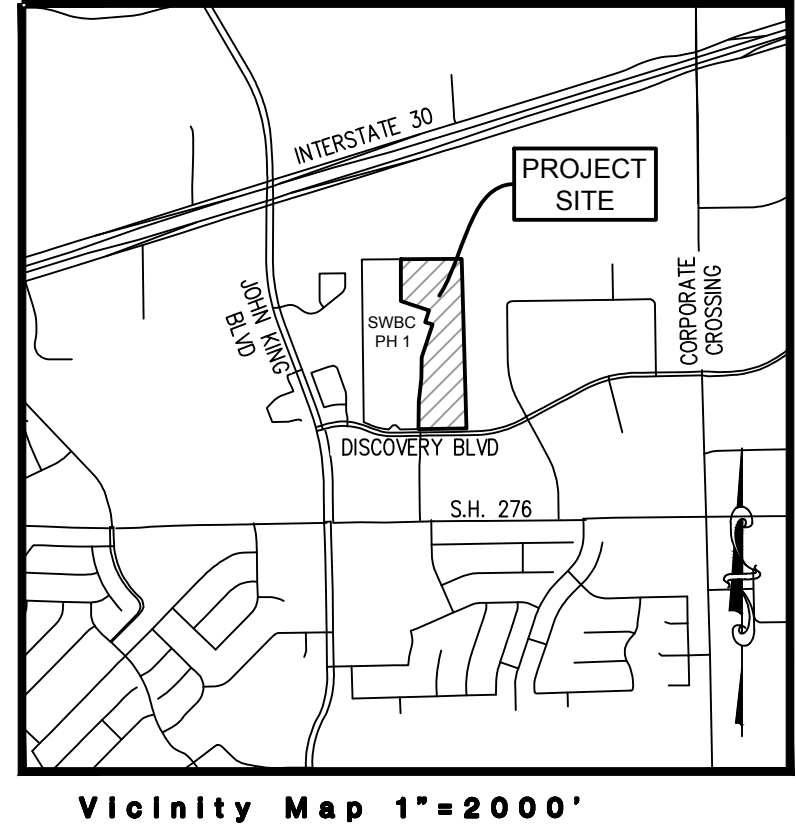 INTERSTATE 30
PROJECT
SITE
JOHN KING
BLVD
SWBC
PH 1
CORPORATE
CROSSING
DISCOVERY BLVD
S.H. 276
Vicinity Map 1"=2000'